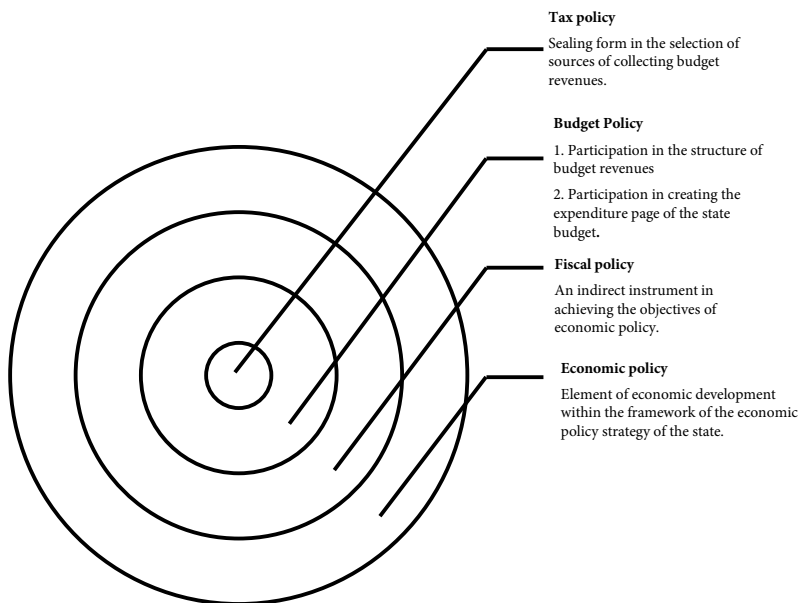 Tax policy
Sealing form in the selection of
sources of collecting budget
revenues.
Budget Policy
1. Participation in the structure of
budget revenues
2. Participation in creating the
expenditure page of the state
budget.
Fiscal policy
An indirect instrument in
achieving the objectives of
economic policy.
Economic policy
Element of economic development
within the framework of the economic
policy strategy of the state.